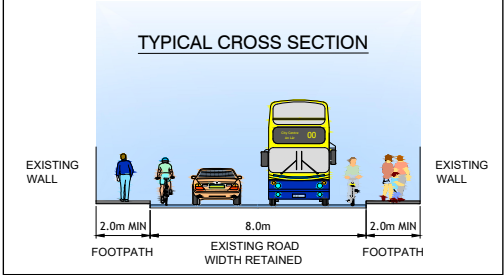 TYPICAL CROSS SECTION
00
EXISTING
WALL
EXISTING
WALL
2.0m MIN
8.0m
2.0m MIN
FOOTPATH
EXISTING ROAD
WIDTH RETAINED
FOOTPATH